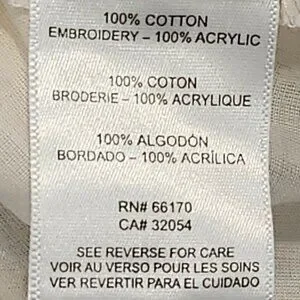 100% COTTON
EMBROIDERY – 100% ACRYLIC
100% COTON
BRODERIE – 100% ACRYLIQUE
100% ALGODÓN
BORDADO – 100% ACRÍLICA
RN# 66170
CA# 32054
SEE REVERSE FOR CARE
VOIR AU VERSO POUR LES SOINS
VER REVERTIR PARA EL CUIDADO